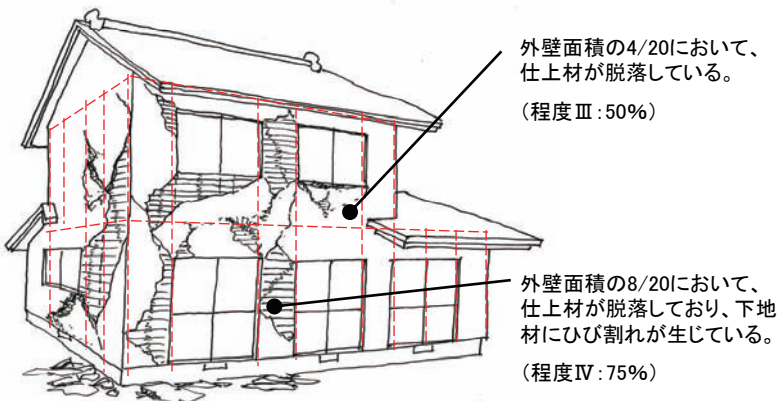 外壁面積の4/20において、
仕上材が脱落している。
（程度Ⅲ：50%）
外壁面積の8/20において、
仕上材が脱落しており、下地
材にひび割れが生じている。
（程度Ⅳ：75%）